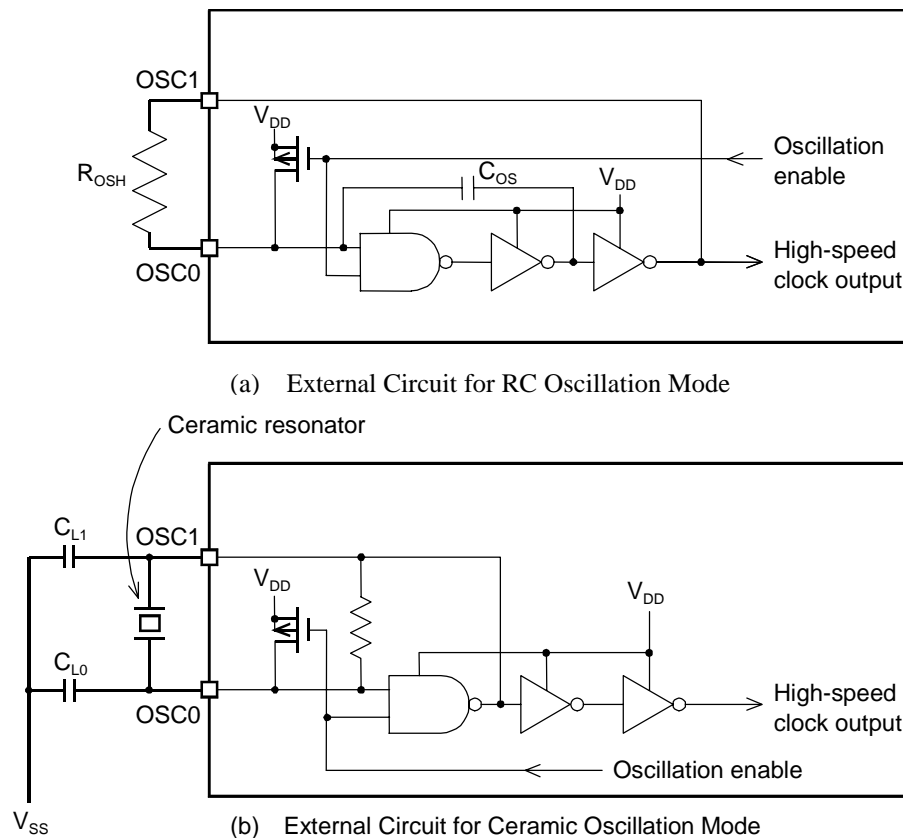 OSC1
V_DD
R_OSH
Oscillation
enable
C_OS
V_DD
OSC0
High-speed
clock output
(a) External Circuit for RC Oscillation Mode
Ceramic resonator
C_L1
OSC1
V_DD
V_DD
C_L0
OSC0
High-speed
clock output
Oscillation enable
V_SS
(b) External Circuit for Ceramic Oscillation Mode